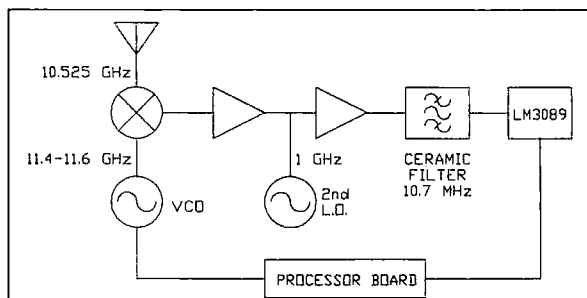 10.525 GHz
11.4-11.6 GHz
VCO
1 GHz
2nd
L.O.
CERAMIC
FILTER
10.7 MHz
LM3089
PROCESSOR BOARD